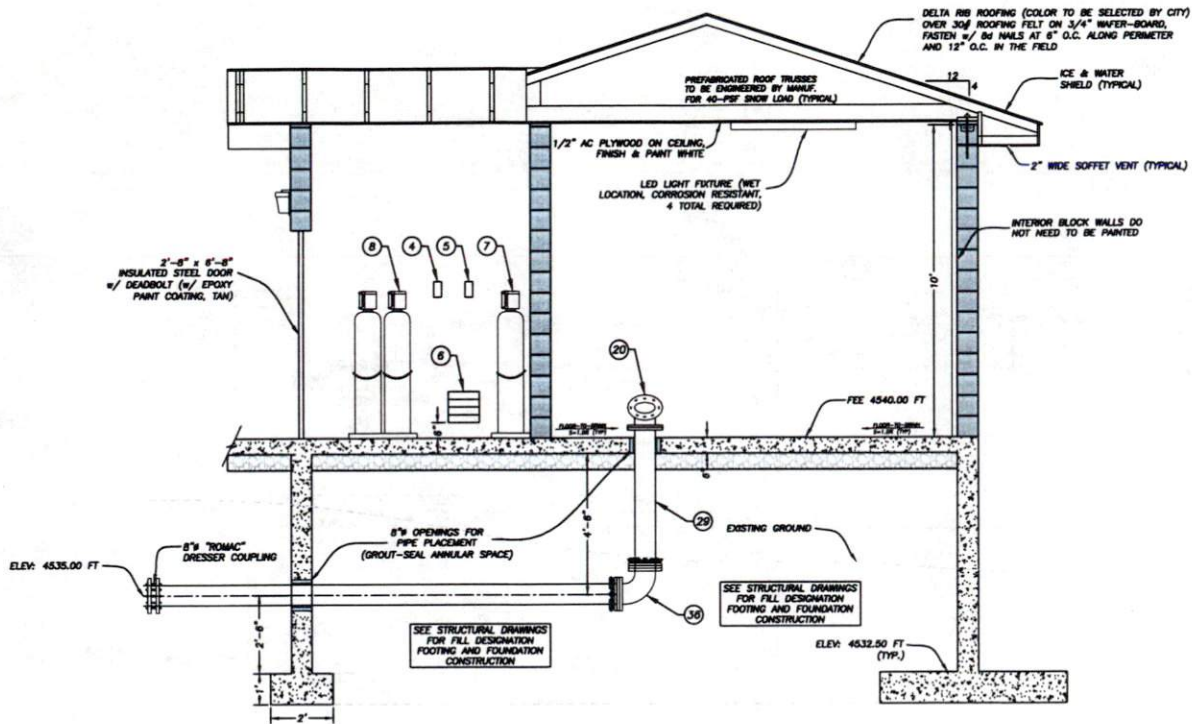 DELTA RIB ROOFING (COLOR TO BE SELECTED BY CITY)
OVER 30# ROOFING FELT ON 3/4" WAFER-BOARD,
FASTEN w/ 8d NAILS AT 6" O.C. ALONG PERIMETER
AND 12" O.C. IN THE FIELD
12
4
ICE & WATER
SHIELD (TYPICAL)
PREFABRICATED ROOF TRUSSES
TO BE ENGINEERED BY MANUF.
FOR 40-PSF SNOW LOAD (TYPICAL)
1/2" AC PLYWOOD ON CEILING,
FINISH & PAINT WHITE
2" WIDE SOFFET VENT (TYPICAL)
LED LIGHT FIXTURE (WET
LOCATION, CORROSION RESISTANT,
4 TOTAL REQUIRED)
INTERIOR BLOCK WALLS DO
NOT NEED TO BE PAINTED
8
4
5
7
2'-8" x 6'-8"
INSULATED STEEL DOOR
w/ DEADBOLT (w/ EPOXY
PAINT COATING, TAN)
10'
6
20
FEE 4540.00 FT
FLOOR-TO-DRAIN
FLOOR-TO-DRAIN
6"
6"
4'-6"
29
8"ø OPENINGS FOR
PIPE PLACEMENT
(GROUT-SEAL ANNULAR SPACE)
EXISTING GROUND
8"ø "ROMAC"
DRESSER COUPLING
ELEV: 4535.00 FT
36
SEE STRUCTURAL DRAWINGS
FOR FILL DESIGNATION
FOOTING AND FOUNDATION
CONSTRUCTION
SEE STRUCTURAL DRAWINGS
FOR FILL DESIGNATION
FOOTING AND FOUNDATION
CONSTRUCTION
2'-6"
ELEV: 4532.50 FT
(TYP.)
1'
2'